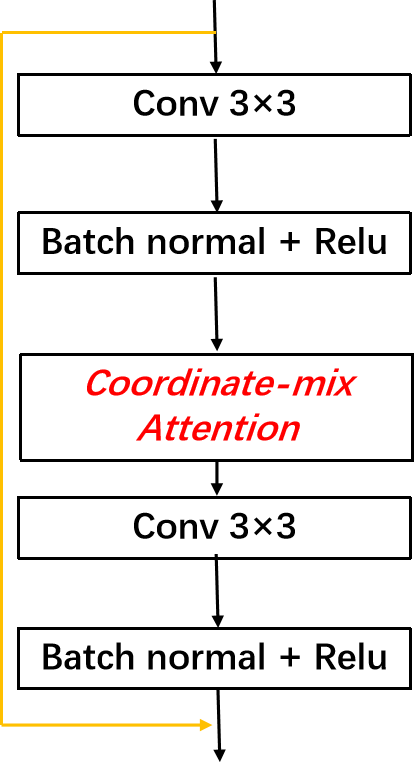 Conv 3×3
Batch normal + Relu
Coordinate-mix
Attention
Conv 3×3
Batch normal + Relu